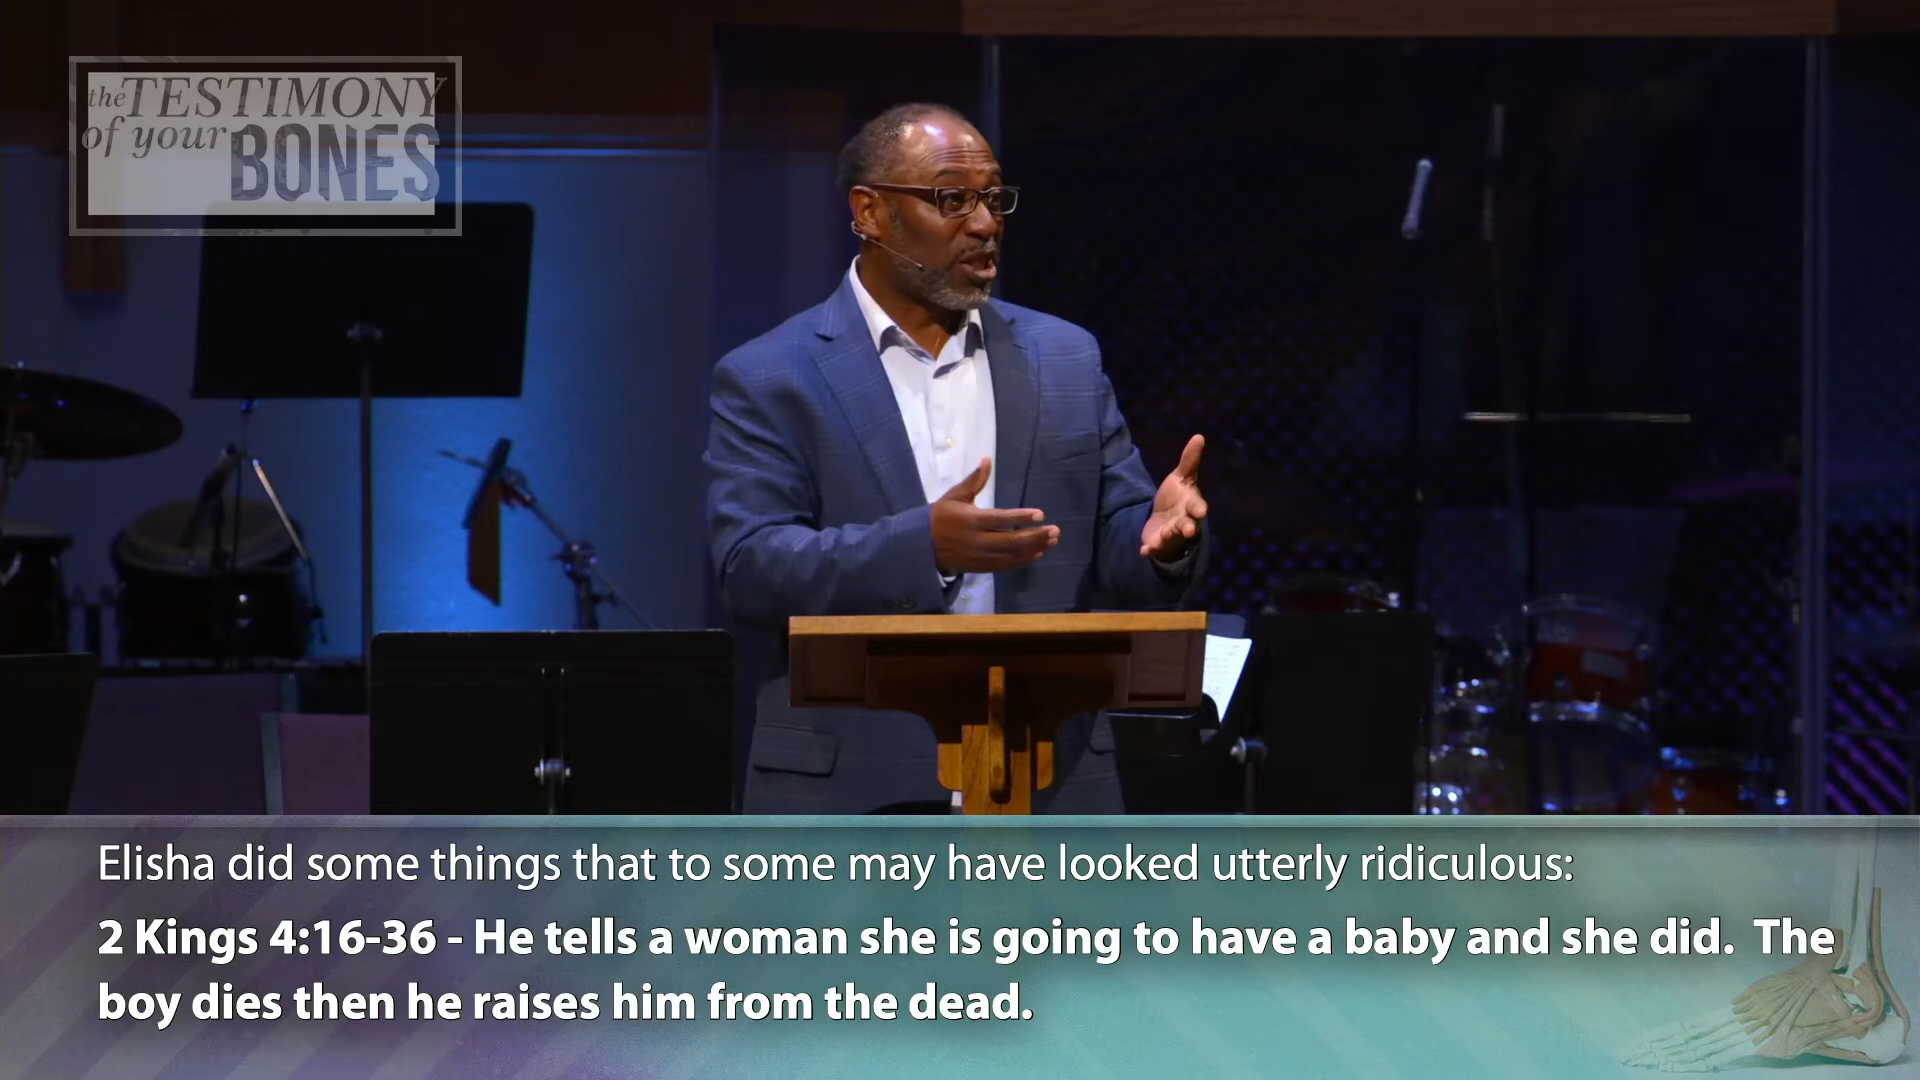 the TESTIMONY
of your BONES
Elisha did some things that to some may have looked utterly ridiculous:
2 Kings 4:16-36 - He tells a woman she is going to have a baby and she did.  The
boy dies then he raises him from the dead.